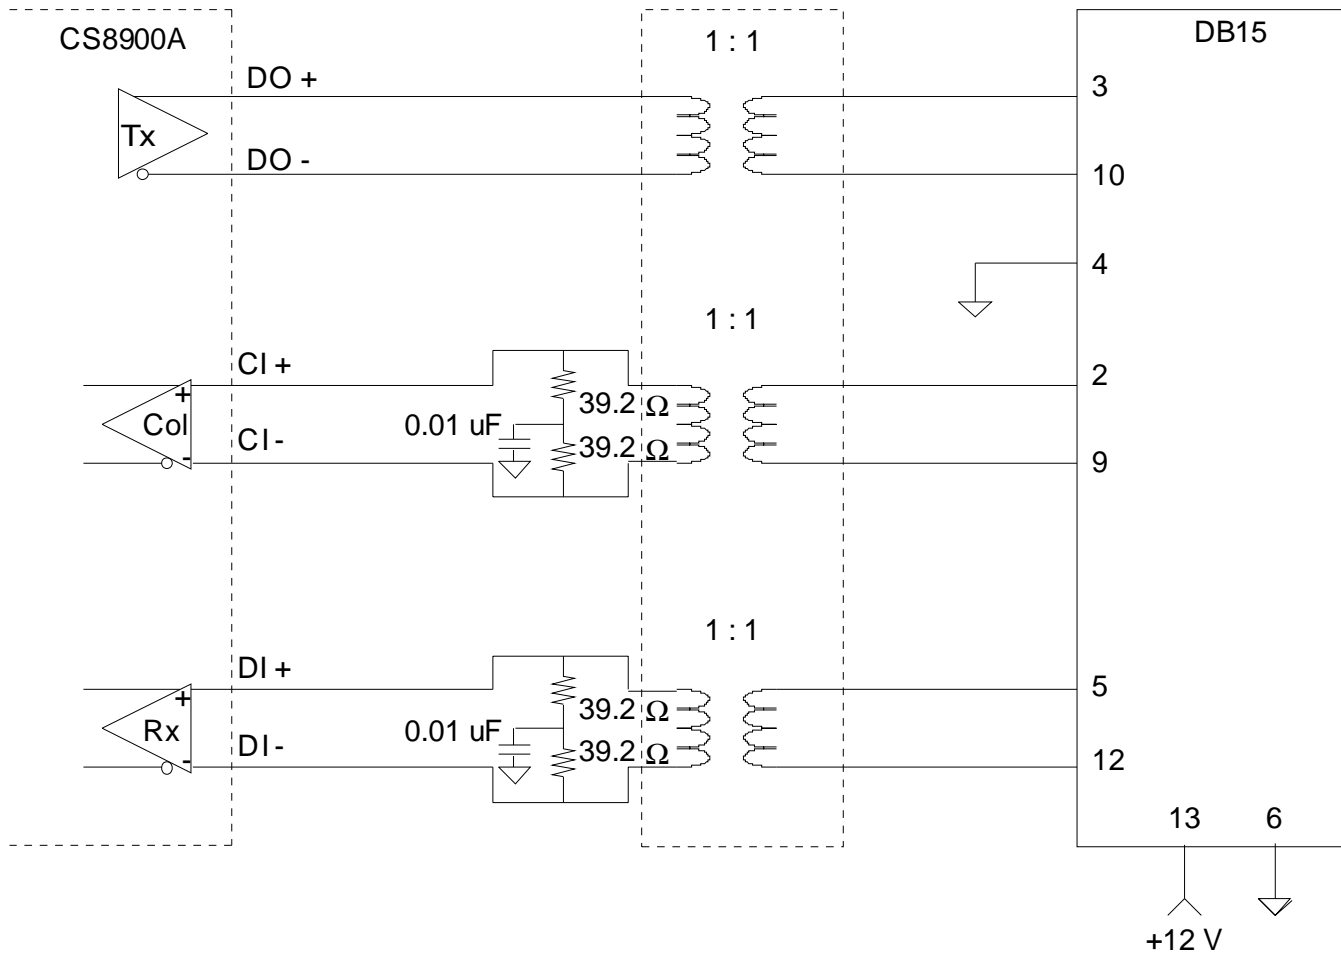 CS8900A
1 : 1
DB15
DO +
3
Tx
DO -
10
4
1 : 1
CI +
2
+
39.2 Ω
Col
0.01 uF
CI -
39.2 Ω
-
9
1 : 1
DI +
5
+
39.2 Ω
Rx
0.01 uF
DI -
39.2 Ω
-
12
13
6
+12 V